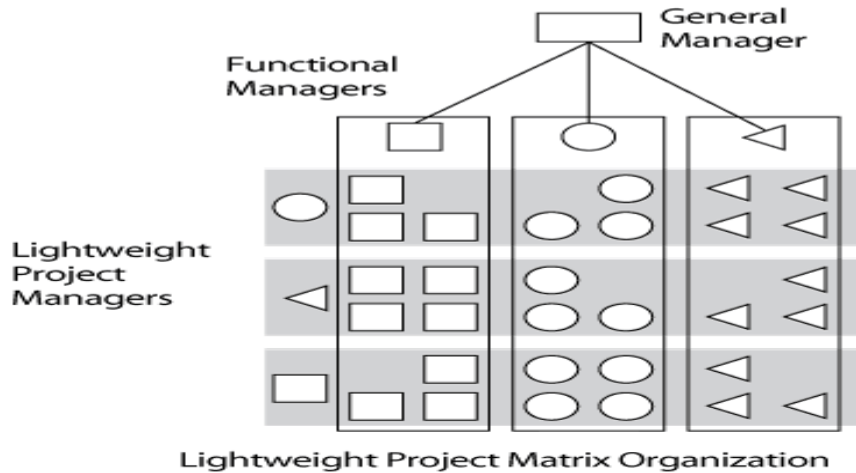 General
Manager
Functional
Managers
Lightweight
Project
Managers
Lightweight Project Matrix Organization